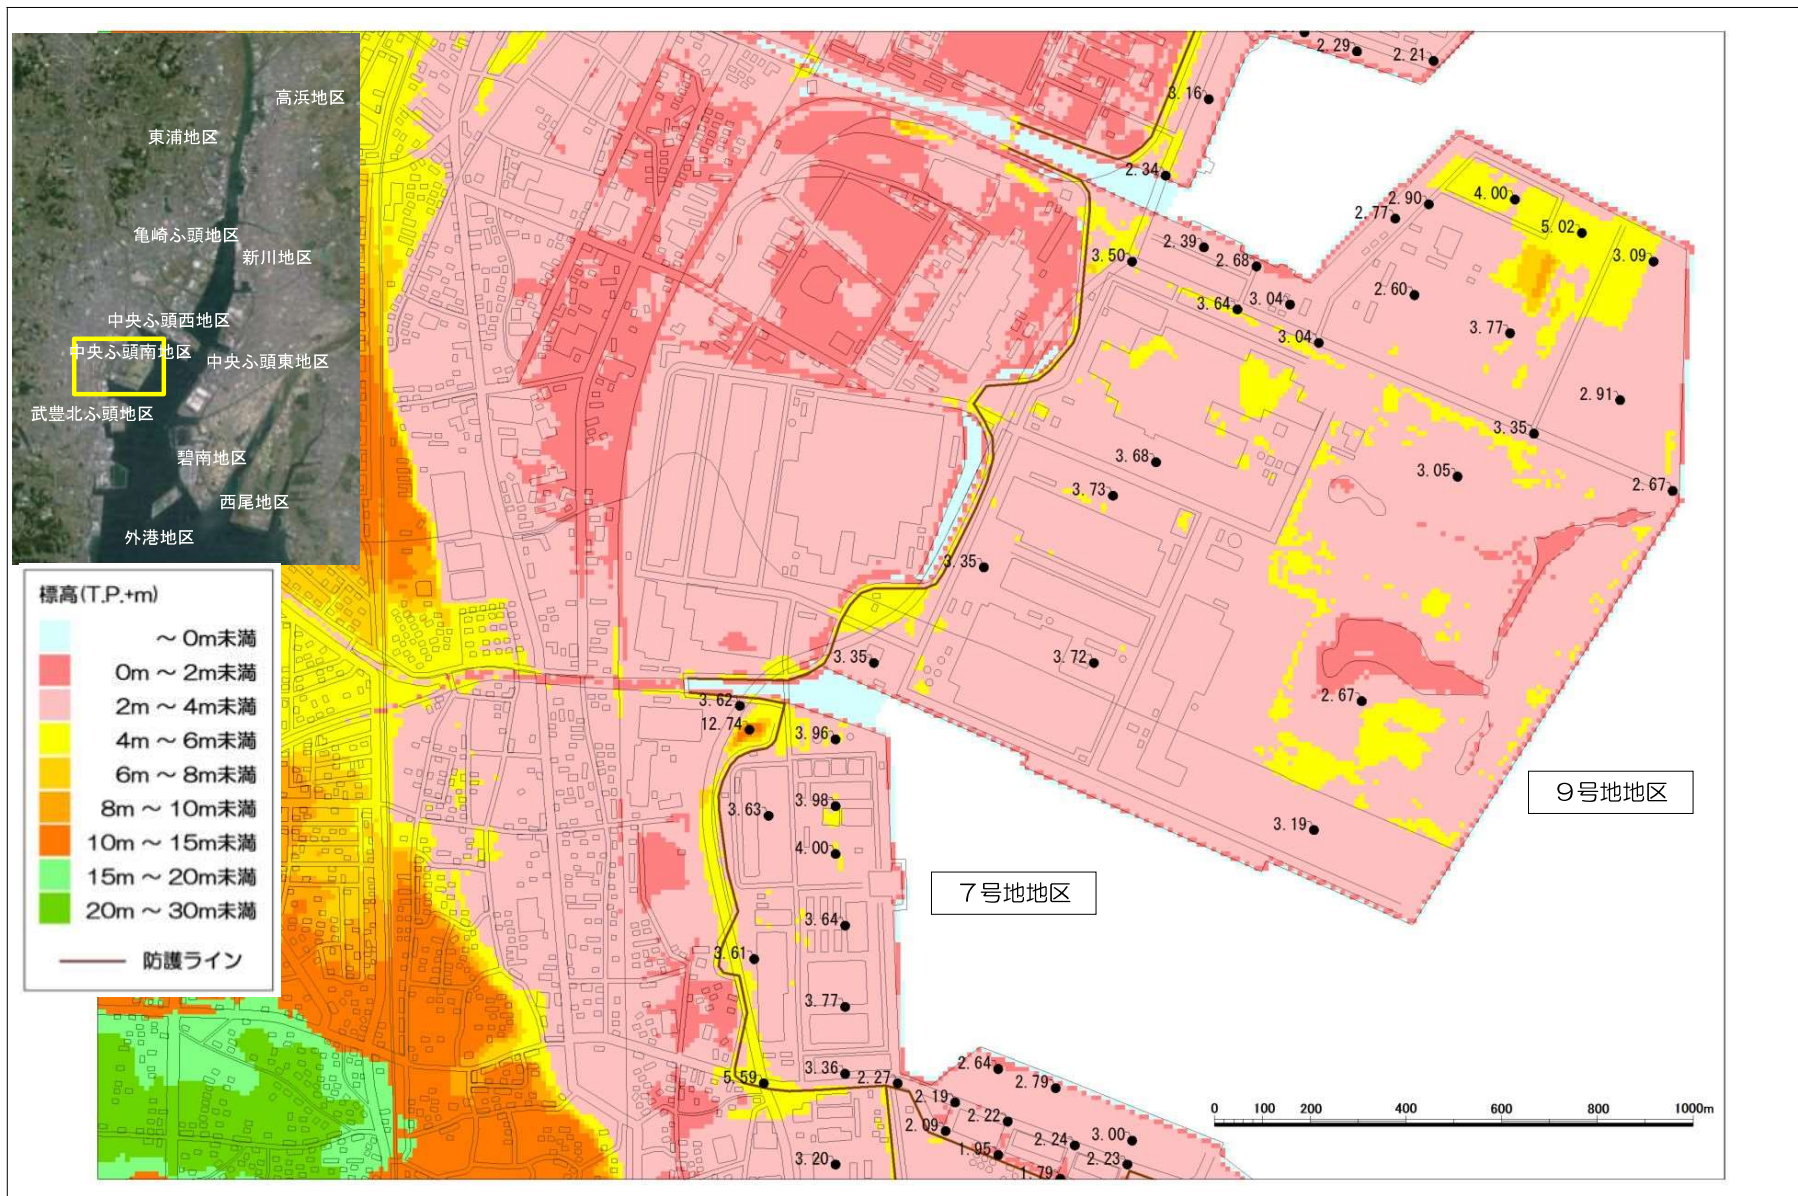 高浜地区
東浦地区
亀崎ふ頭地区
新川地区
中央ふ頭西地区
中央ふ頭南地区
中央ふ頭東地区
武豊北ふ頭地区
碧南地区
西尾地区
外港地区
標高(T.P.+m)
～ 0m未満
0m ～ 2m未満
2m ～ 4m未満
4m ～ 6m未満
6m ～ 8m未満
8m ～ 10m未満
10m ～ 15m未満
15m ～ 20m未満
20m ～ 30m未満
防護ライン
2.29
2.21
3.16
2.34
2.90
4.00
2.77
5.02
2.39
3.50
2.68
3.09
2.60
3.64
3.04
3.04
3.77
2.91
3.35
3.68
3.05
3.73
2.67
3.35
3.35
3.72
3.62
2.67
12.74
3.96
９号地地区
3.98
3.63
3.19
4.00
７号地地区
3.64
3.61
3.77
3.36
5.59
2.27
2.64
2.79
2.19
2.22
2.09
2.24
3.00
1.95
2.23
3.20
1.79
0 100 200 400 600 800 1000m